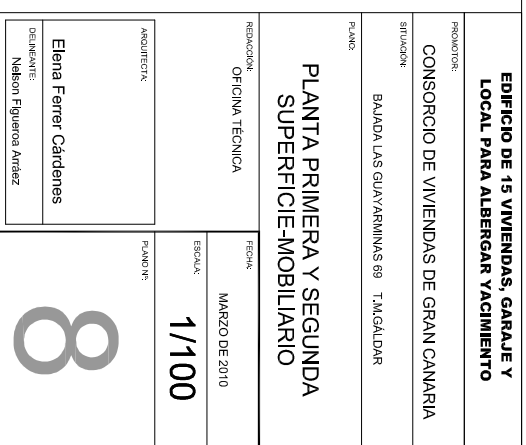 EDIFICIO DE 15 VIVIENDAS, GARAJE Y
LOCAL PARA ALBERGAR YACIMIENTO
PROMOTOR:
CONSORCIO DE VIVIENDAS DE GRAN CANARIA
SITUACIÓN:
BAJADA LAS GUAYARMINAS 69 T.M.GÁLDAR
PLANO:
PLANTA PRIMERA Y SEGUNDA
SUPERFICIE-MOBILIARIO
REDACCIÓN:
OFICINA TÉCNICA
FECHA:
MARZO DE 2010
ESCALA:
1/100
ARQUITECTA:
Elena Ferrer Cárdenes
DELINEANTE:
Nelson Figueroa Arráez
PLANO Nº:
8